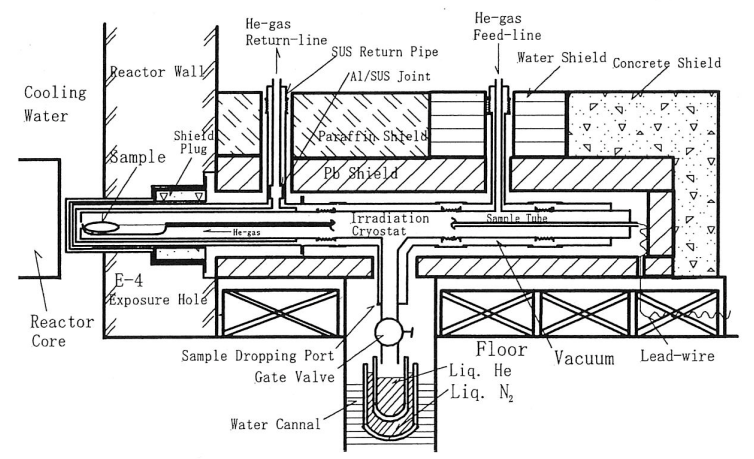 He-gas
Return-line
He-gas
Feed-line
SUS Return Pipe
Water Shield
Concrete Shield
Reactor Wall
Al/SUS Joint
Cooling
Water
Paraffin Shield
Shield
Plug
Sample
Pb Shield
Irradiation
Cryostat
Sample Tube
He-gas
E-4
Exposure Hole
Reactor
Core
Sample Dropping Port
Gate Valve
Floor
Vacuum
Lead-wire
Liq. He
Liq. N₂
Water Cannal